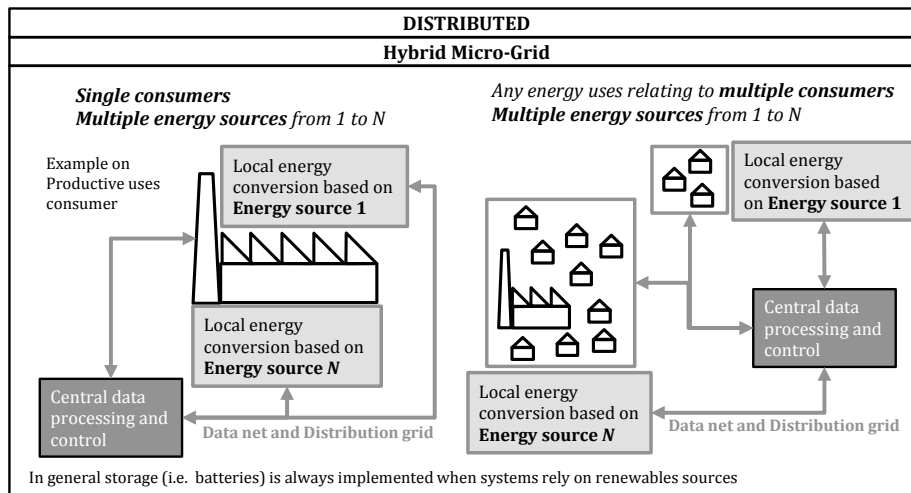 DISTRIBUTED
Hybrid Micro-Grid
Single consumers
Multiple energy sources from 1 to N
Example on
Productive uses
consumer
Local energy
conversion based on
Energy source 1
Local energy
conversion based on
Energy source N
Central data
processing and
control
Data net and Distribution grid
Any energy uses relating to multiple consumers
Multiple energy sources from 1 to N
Local energy
conversion based
on Energy source 1
Central data
processing and
control
Local energy
conversion based on
Energy source N
Data net and Distribution grid
In general storage (i.e. batteries) is always implemented when systems rely on renewables sources